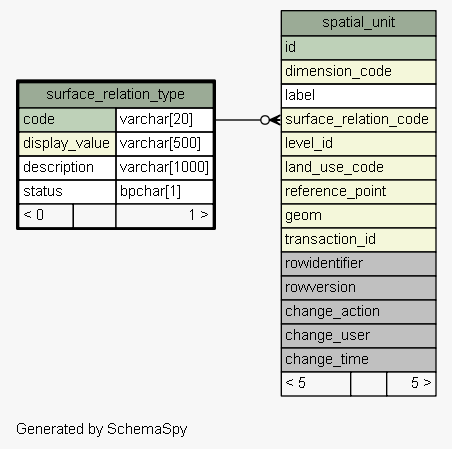 surface_relation_type
code varchar[20]
display_value varchar[500]
description varchar[1000]
status bpchar[1]
< 0 1 >
spatial_unit
id
dimension_code
label
surface_relation_code
level_id
land_use_code
reference_point
geom
transaction_id
rowidentifier
rowversion
change_action
change_user
change_time
< 5 5 >
Generated by SchemaSpy